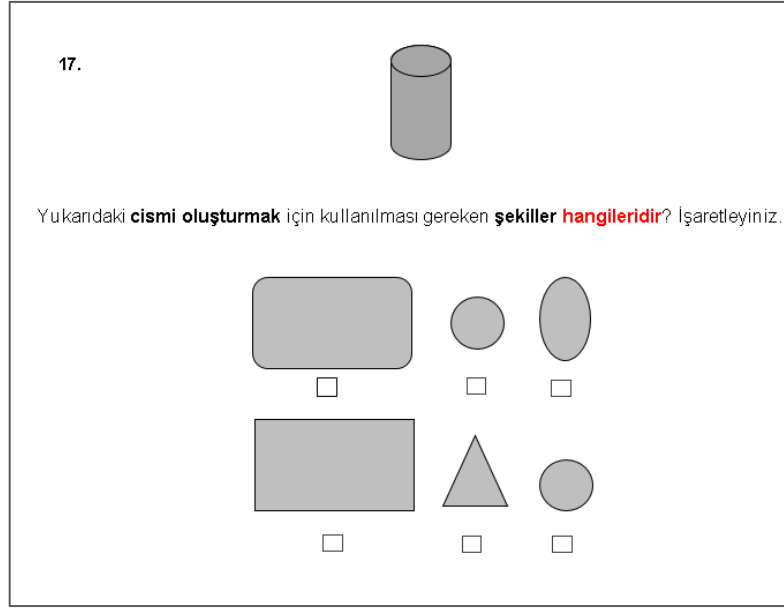 17.
Yukarıdaki cismi oluşturmak için kullanılması gereken şekiller hangileridir? İşaretleyiniz.